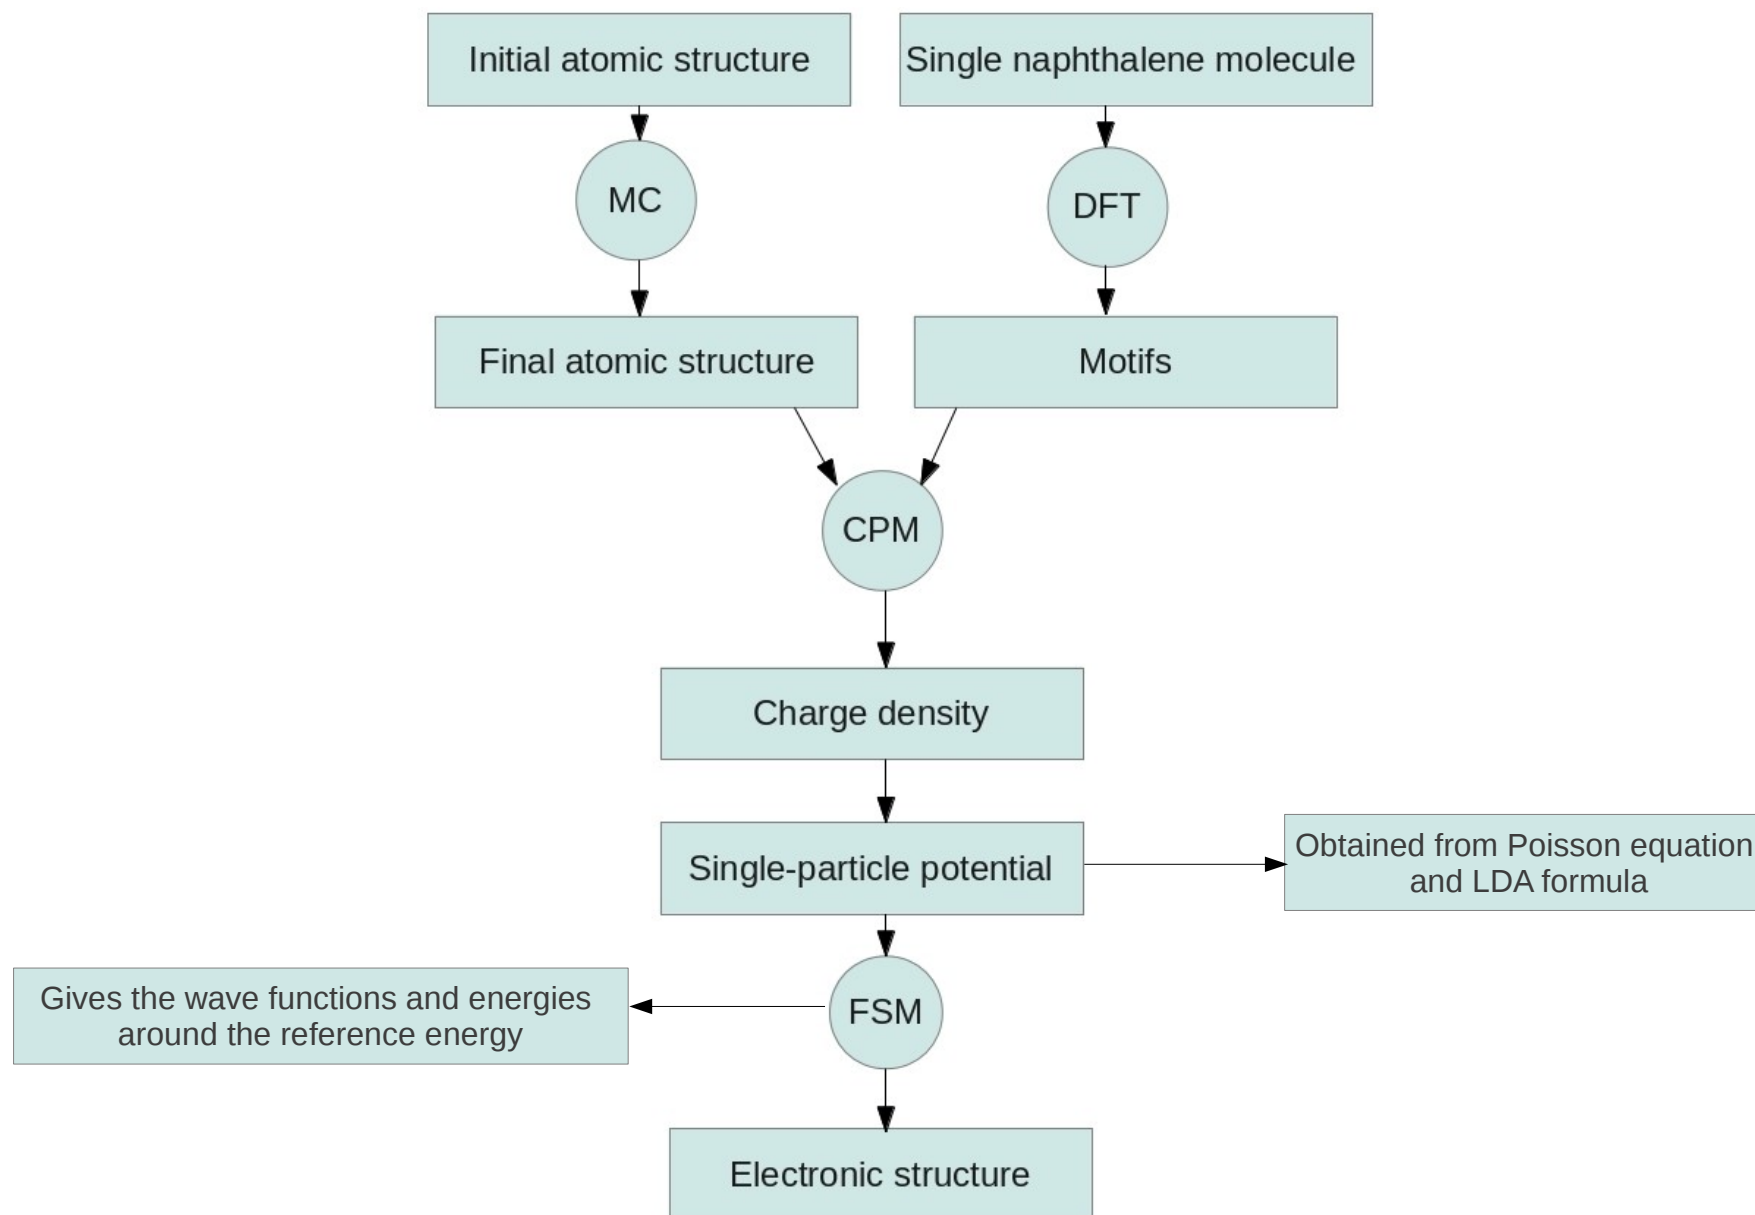 Initial atomic structure
Single naphthalene molecule
MC
DFT
Final atomic structure
Motifs
CPM
Charge density
Single-particle potential
Obtained from Poisson equation
and LDA formula
Gives the wave functions and energies
around the reference energy
FSM
Electronic structure